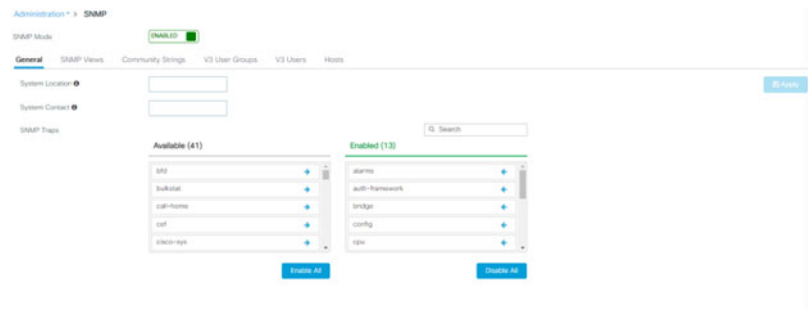 Administration > SNMP
SNMP Mode
ENABLED
General SNMP Views Community Strings V3 User Groups V3 Users Hosts
System Location
Apply
System Contact
SNMP Traps
Search
Available (41)
Enabled (13)
bfd
alarms
bulkstat
auth-framework
call-home
bridge
cef
config
cisco-sys
cpu
Enable All
Disable All